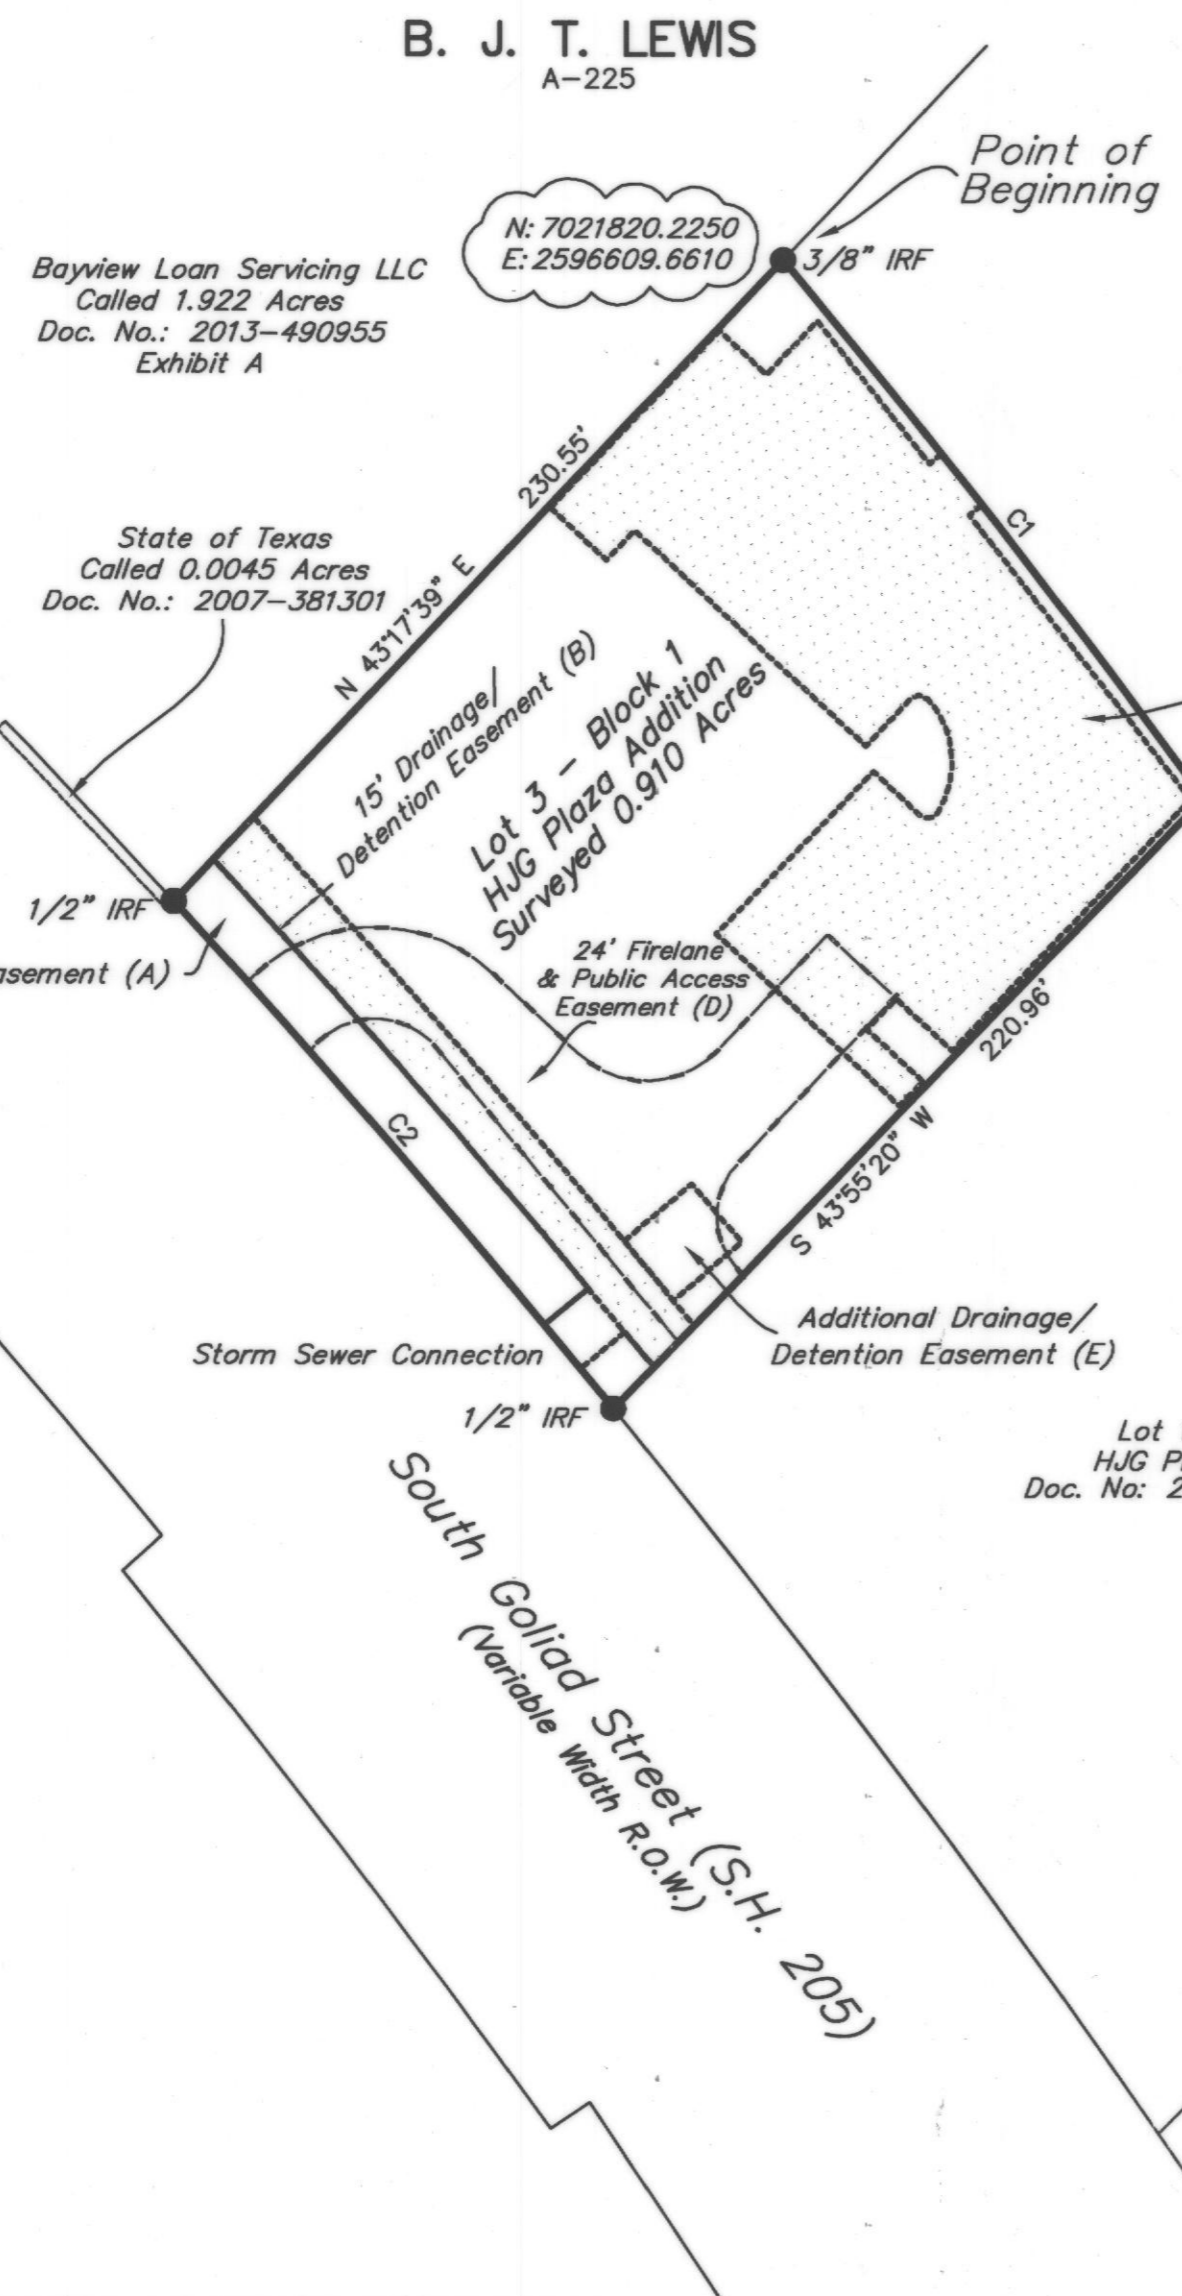 B. J. T. LEWIS
A-225
Point of
Beginning
N: 7021820.2250
E: 2596609.6610
3/8" IRF
Bayview Loan Servicing LLC
Called 1.922 Acres
Doc. No.: 2013-490955
Exhibit A
230.55'
N 43°17'39" E
C1
State of Texas
Called 0.0045 Acres
Doc. No.: 2007-381301
15' Drainage/
Detention Easement (B)
Lot 3 - Block 1
HJG Plaza Addition
Surveyed 0.910 Acres
1/2" IRF
asement (A)
24' Firelane
& Public Access
Easement (D)
220.96'
S 43°55'20" W
C2
Additional Drainage/
Detention Easement (E)
Storm Sewer Connection
1/2" IRF
Lot
HJG P
Doc. No: 2
South Goliad Street (S.H. 205)
(Variable Width R.O.W.)